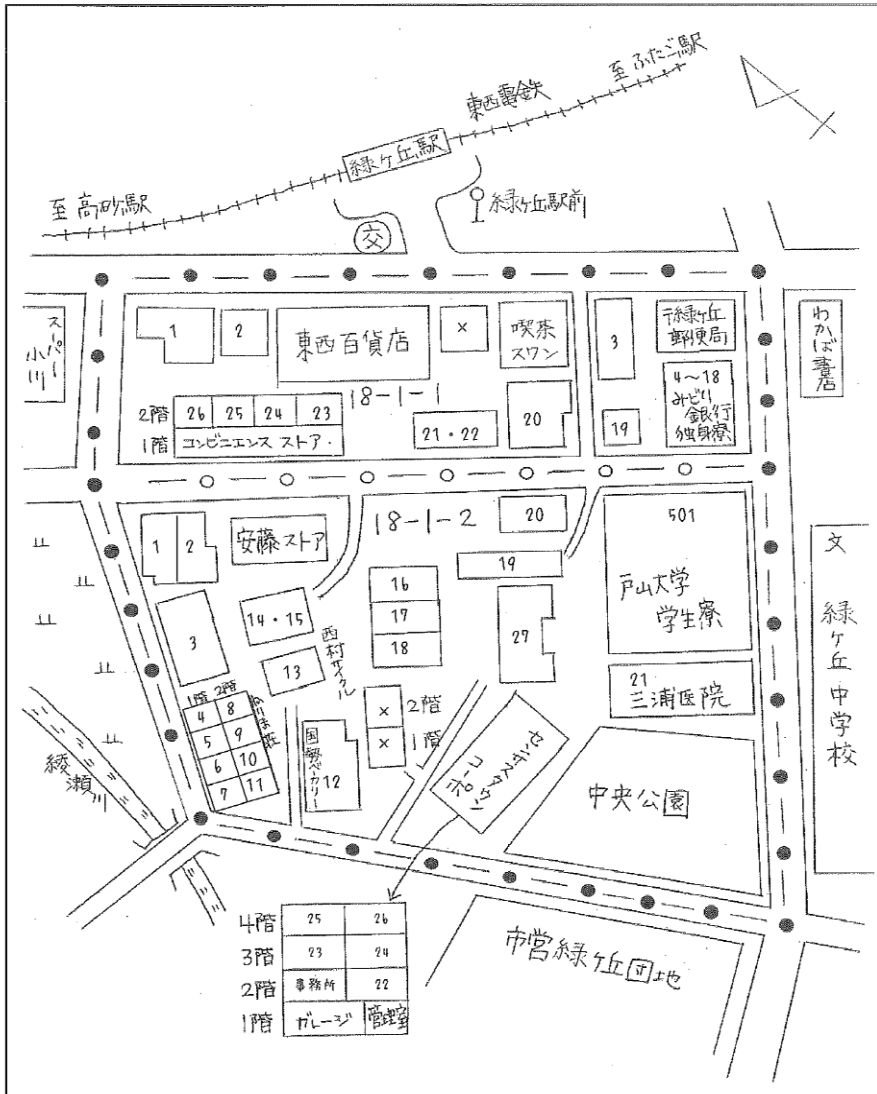 至 ふたご駅
東西電鉄
緑ヶ丘駅
至 高砂駅
緑ヶ丘駅前
交
スーパー
小川
1
2
東西百貨店
×
喫茶
スワン
3
〒緑ヶ丘
郵便局
わかば書店
4～18
みどり
銀行
独身寮
18-1-1
2階
26
25
24
23
1階
コンビニエンス ストア
21・22
20
19
18-1-2
20
501
戸山大学
学生寮
文
緑ヶ丘中学校
1
2
安藤ストア
19
16
17
18
27
14・15
3
13
西村サイクル
21
三浦医院
1階 2階
4
8
5
9
6
10
7
11
国勢ベーカリー
12
×
2階
×
1階
センサスタウン
コーポ
中央公園
綾瀬川
4階
25
26
3階
23
24
2階
事務所
22
1階
ガレージ
管理室
市営緑ヶ丘団地